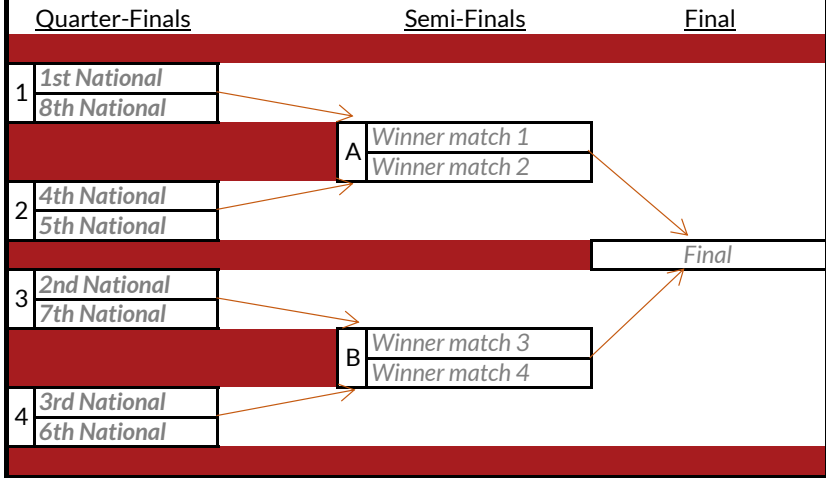 Quarter-Finals Semi-Finals Final
1 1st National
8th National
A Winner match 1
Winner match 2
2 4th National
5th National
Final
3 2nd National
7th National
B Winner match 3
Winner match 4
4 3rd National
6th National